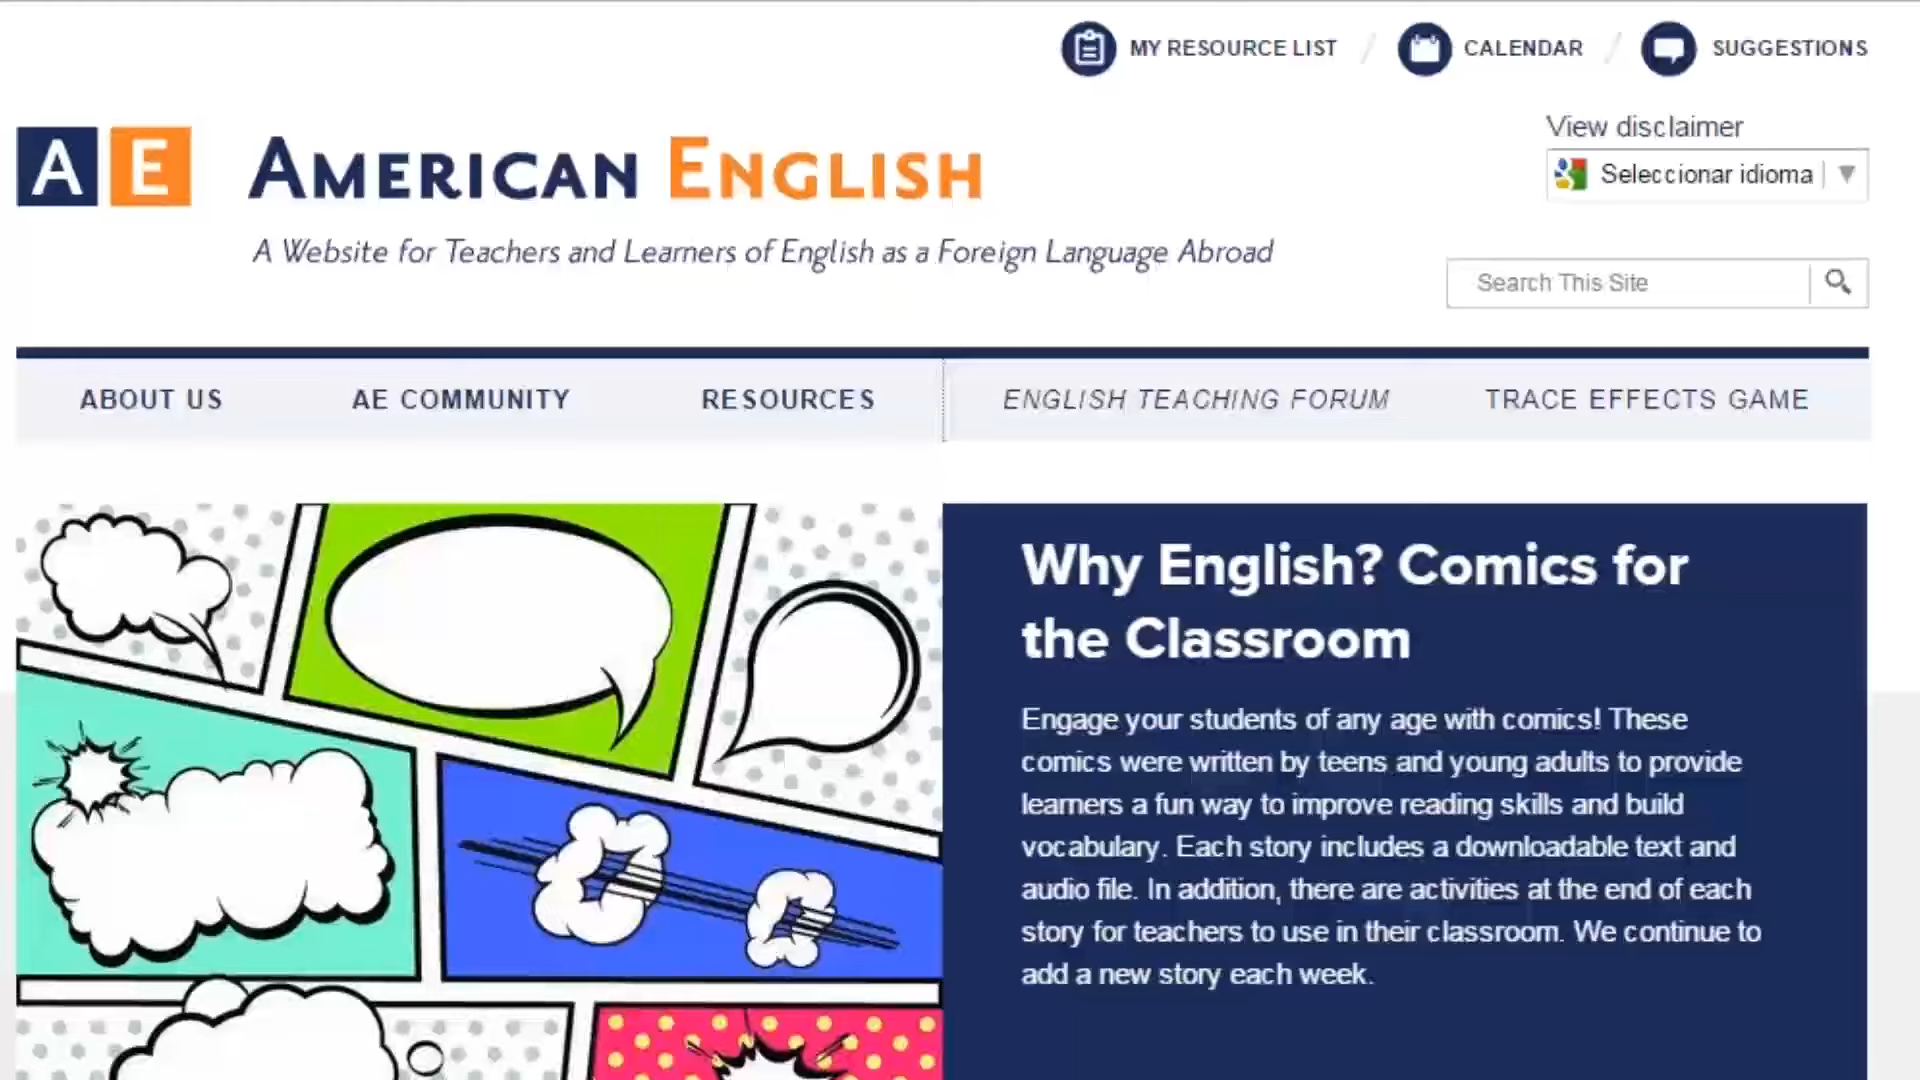 MY RESOURCE LIST
CALENDAR
SUGGESTIONS
View disclaimer
Seleccionar idioma
AE
AMERICAN ENGLISH
A Website for Teachers and Learners of English as a Foreign Language Abroad
Search This Site
ABOUT US
AE COMMUNITY
RESOURCES
ENGLISH TEACHING FORUM
TRACE EFFECTS GAME
Why English? Comics for
the Classroom
Engage your students of any age with comics! These
comics were written by teens and young adults to provide
learners a fun way to improve reading skills and build
vocabulary. Each story includes a downloadable text and
audio file. In addition, there are activities at the end of each
story for teachers to use in their classroom. We continue to
add a new story each week.